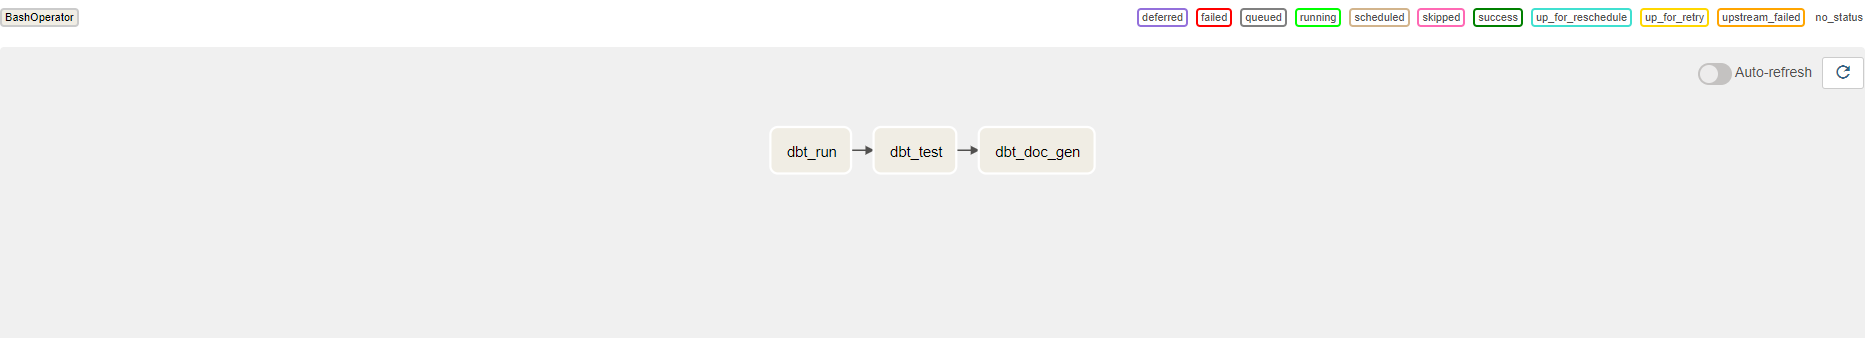 BashOperator deferred failed queued running scheduled skipped success up_for_reschedule up_for_retry upstream_failed no_status
Auto-refresh
dbt_run dbt_test dbt_doc_gen